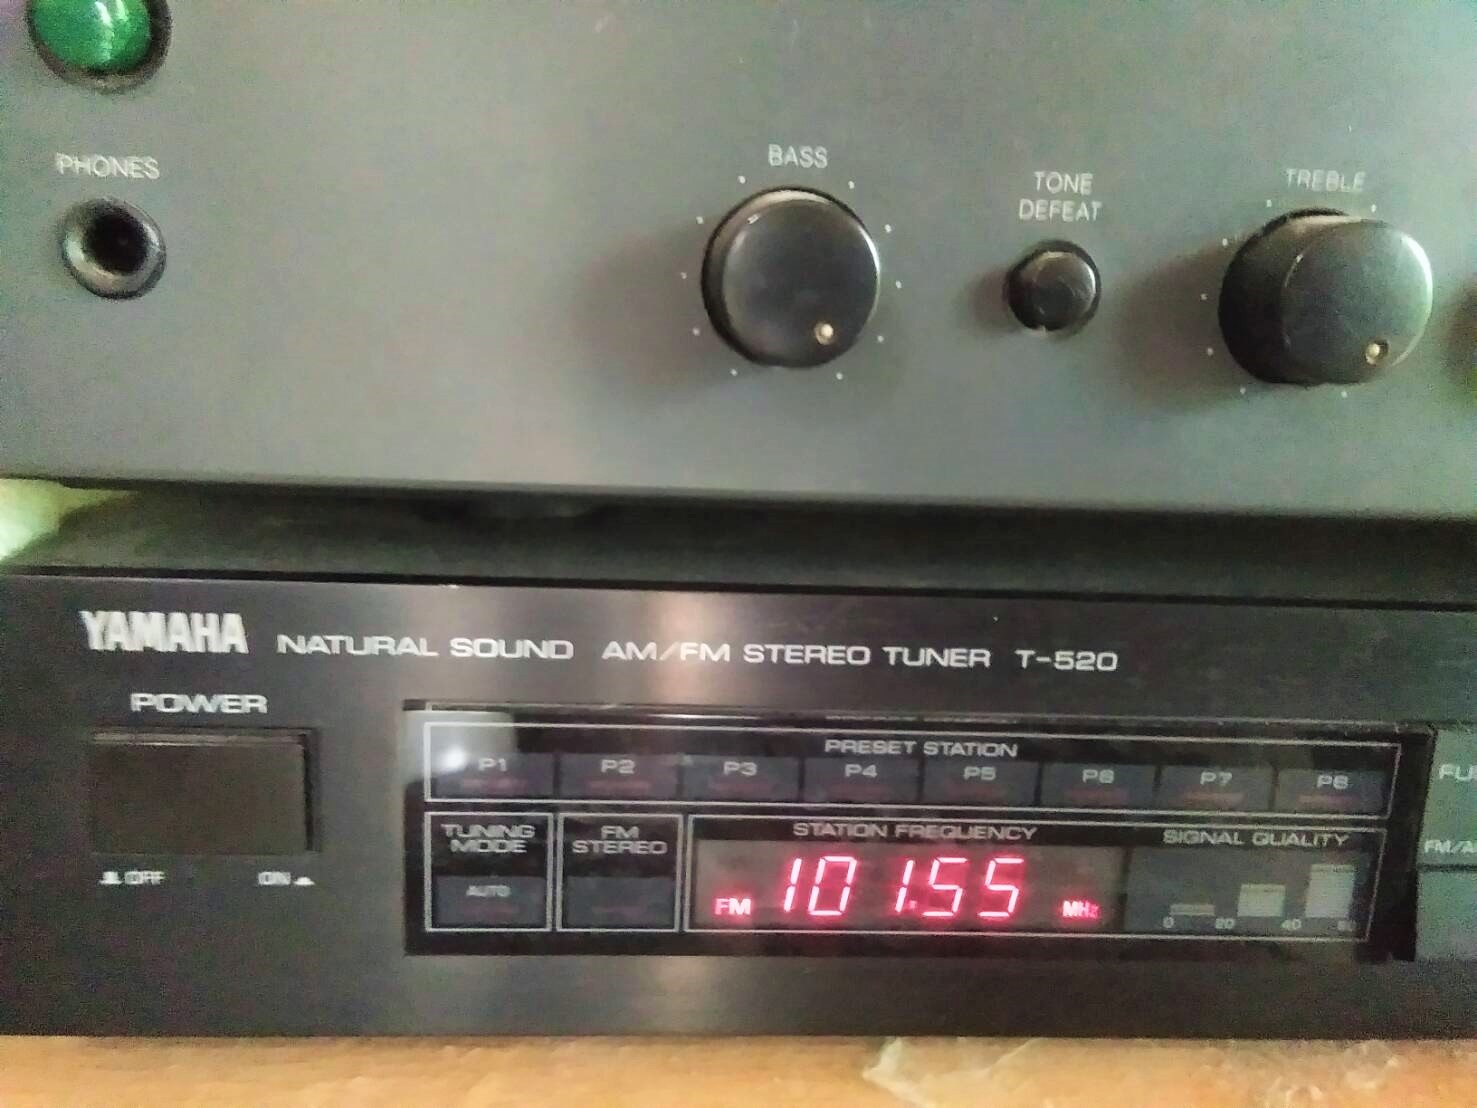 PHONES
BASS
TONE
DEFEAT
TREBLE
YAMAHA NATURAL SOUND AM/FM STEREO TUNER T-520
POWER
OFF ON
PRESET STATION
P1 P2 P3 P4 P5 P6 P7 P8
TUNING
MODE
AUTO
FM
STEREO
STATION FREQUENCY
FM 101.55 MHz
SIGNAL QUALITY
0 20 40
FM/A